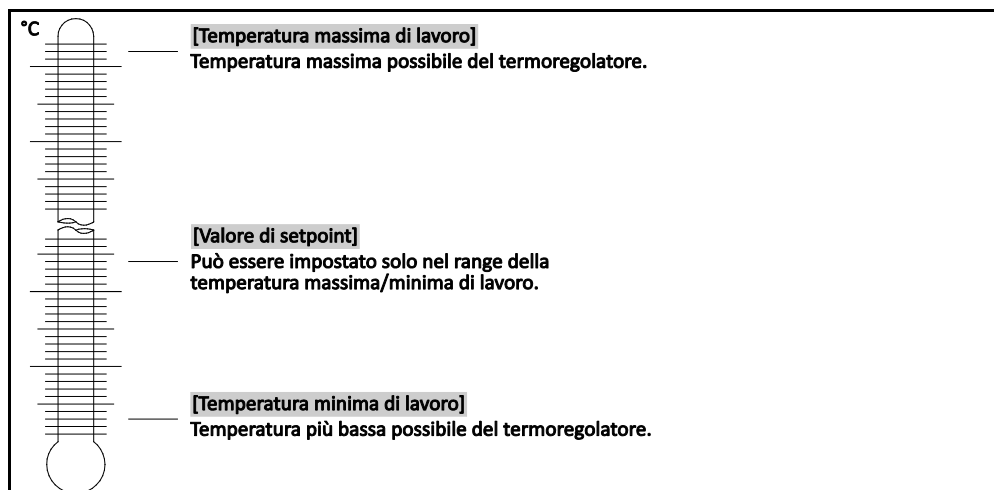 °C
[Temperatura massima di lavoro]
Temperatura massima possibile del termoregolatore.
[Valore di setpoint]
Può essere impostato solo nel range della
temperatura massima/minima di lavoro.
[Temperatura minima di lavoro]
Temperatura più bassa possibile del termoregolatore.